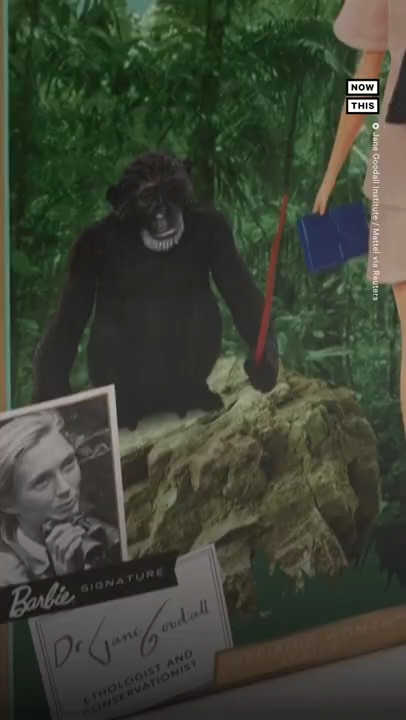 NOW
THIS
Jane Goodall Institute / Mattel via Reuters
Barbie SIGNATURE
Dr Jane Goodall
ETHOLOGIST AND
CONSERVATIONIST